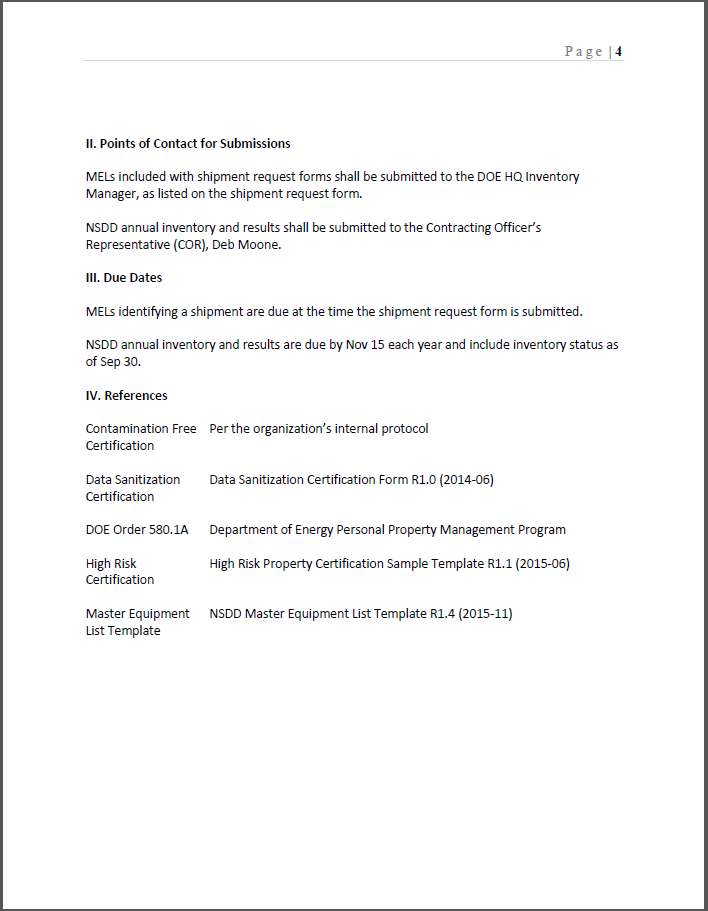 Page | 4
II. Points of Contact for Submissions
MELs included with shipment request forms shall be submitted to the DOE HQ Inventory
Manager, as listed on the shipment request form.
NSDD annual inventory and results shall be submitted to the Contracting Officer’s
Representative (COR), Deb Moone.
III. Due Dates
MELs identifying a shipment are due at the time the shipment request form is submitted.
NSDD annual inventory and results are due by Nov 15 each year and include inventory status as
of Sep 30.
IV. References
Contamination Free Per the organization’s internal protocol
Certification
Data Sanitization Data Sanitization Certification Form R1.0 (2014-06)
Certification
DOE Order 580.1A Department of Energy Personal Property Management Program
High Risk High Risk Property Certification Sample Template R1.1 (2015-06)
Certification
Master Equipment NSDD Master Equipment List Template R1.4 (2015-11)
List Template